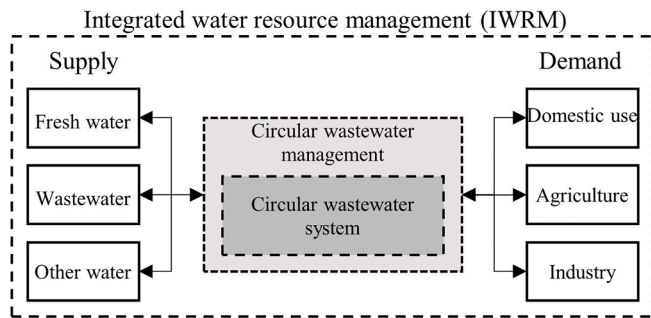 Integrated water resource management (IWRM)
Supply
Demand
Fresh water
Wastewater
Other water
Circular wastewater
management
Circular wastewater
system
Domestic use
Agriculture
Industry